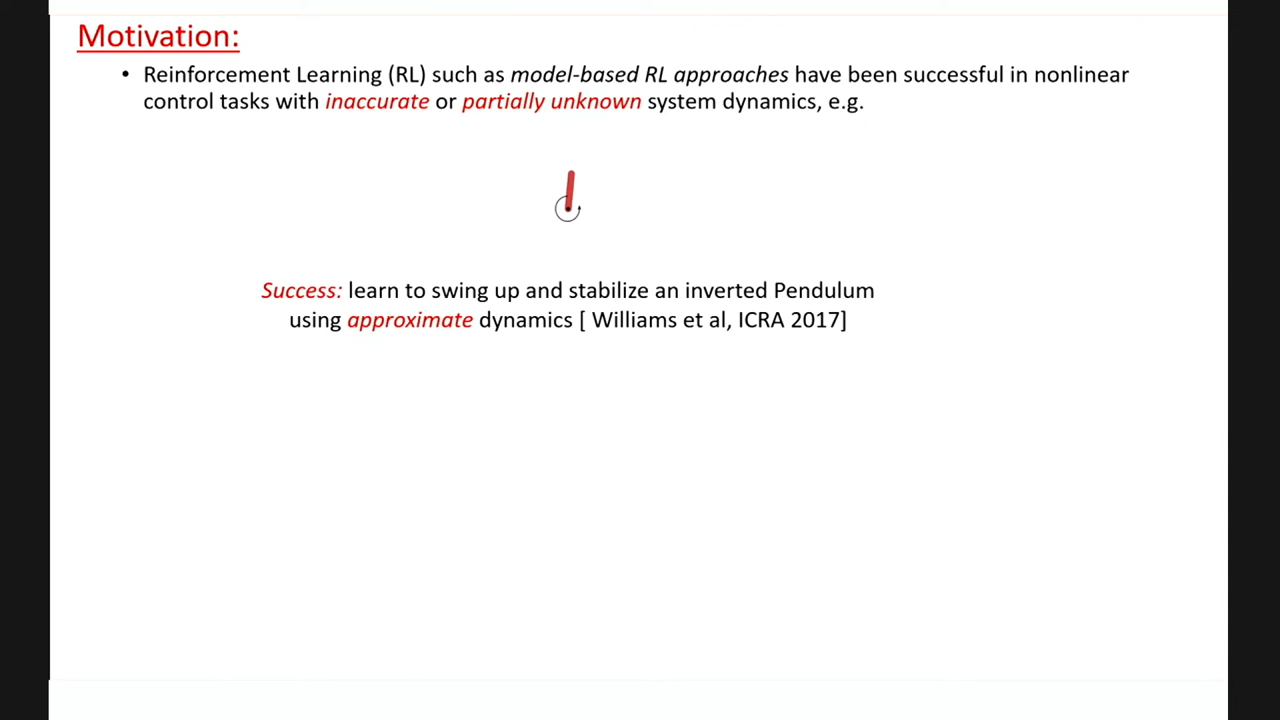 Motivation:
• Reinforcement Learning (RL) such as model-based RL approaches have been successful in nonlinear
control tasks with inaccurate or partially unknown system dynamics, e.g.
Success: learn to swing up and stabilize an inverted Pendulum
using approximate dynamics [ Williams et al, ICRA 2017]